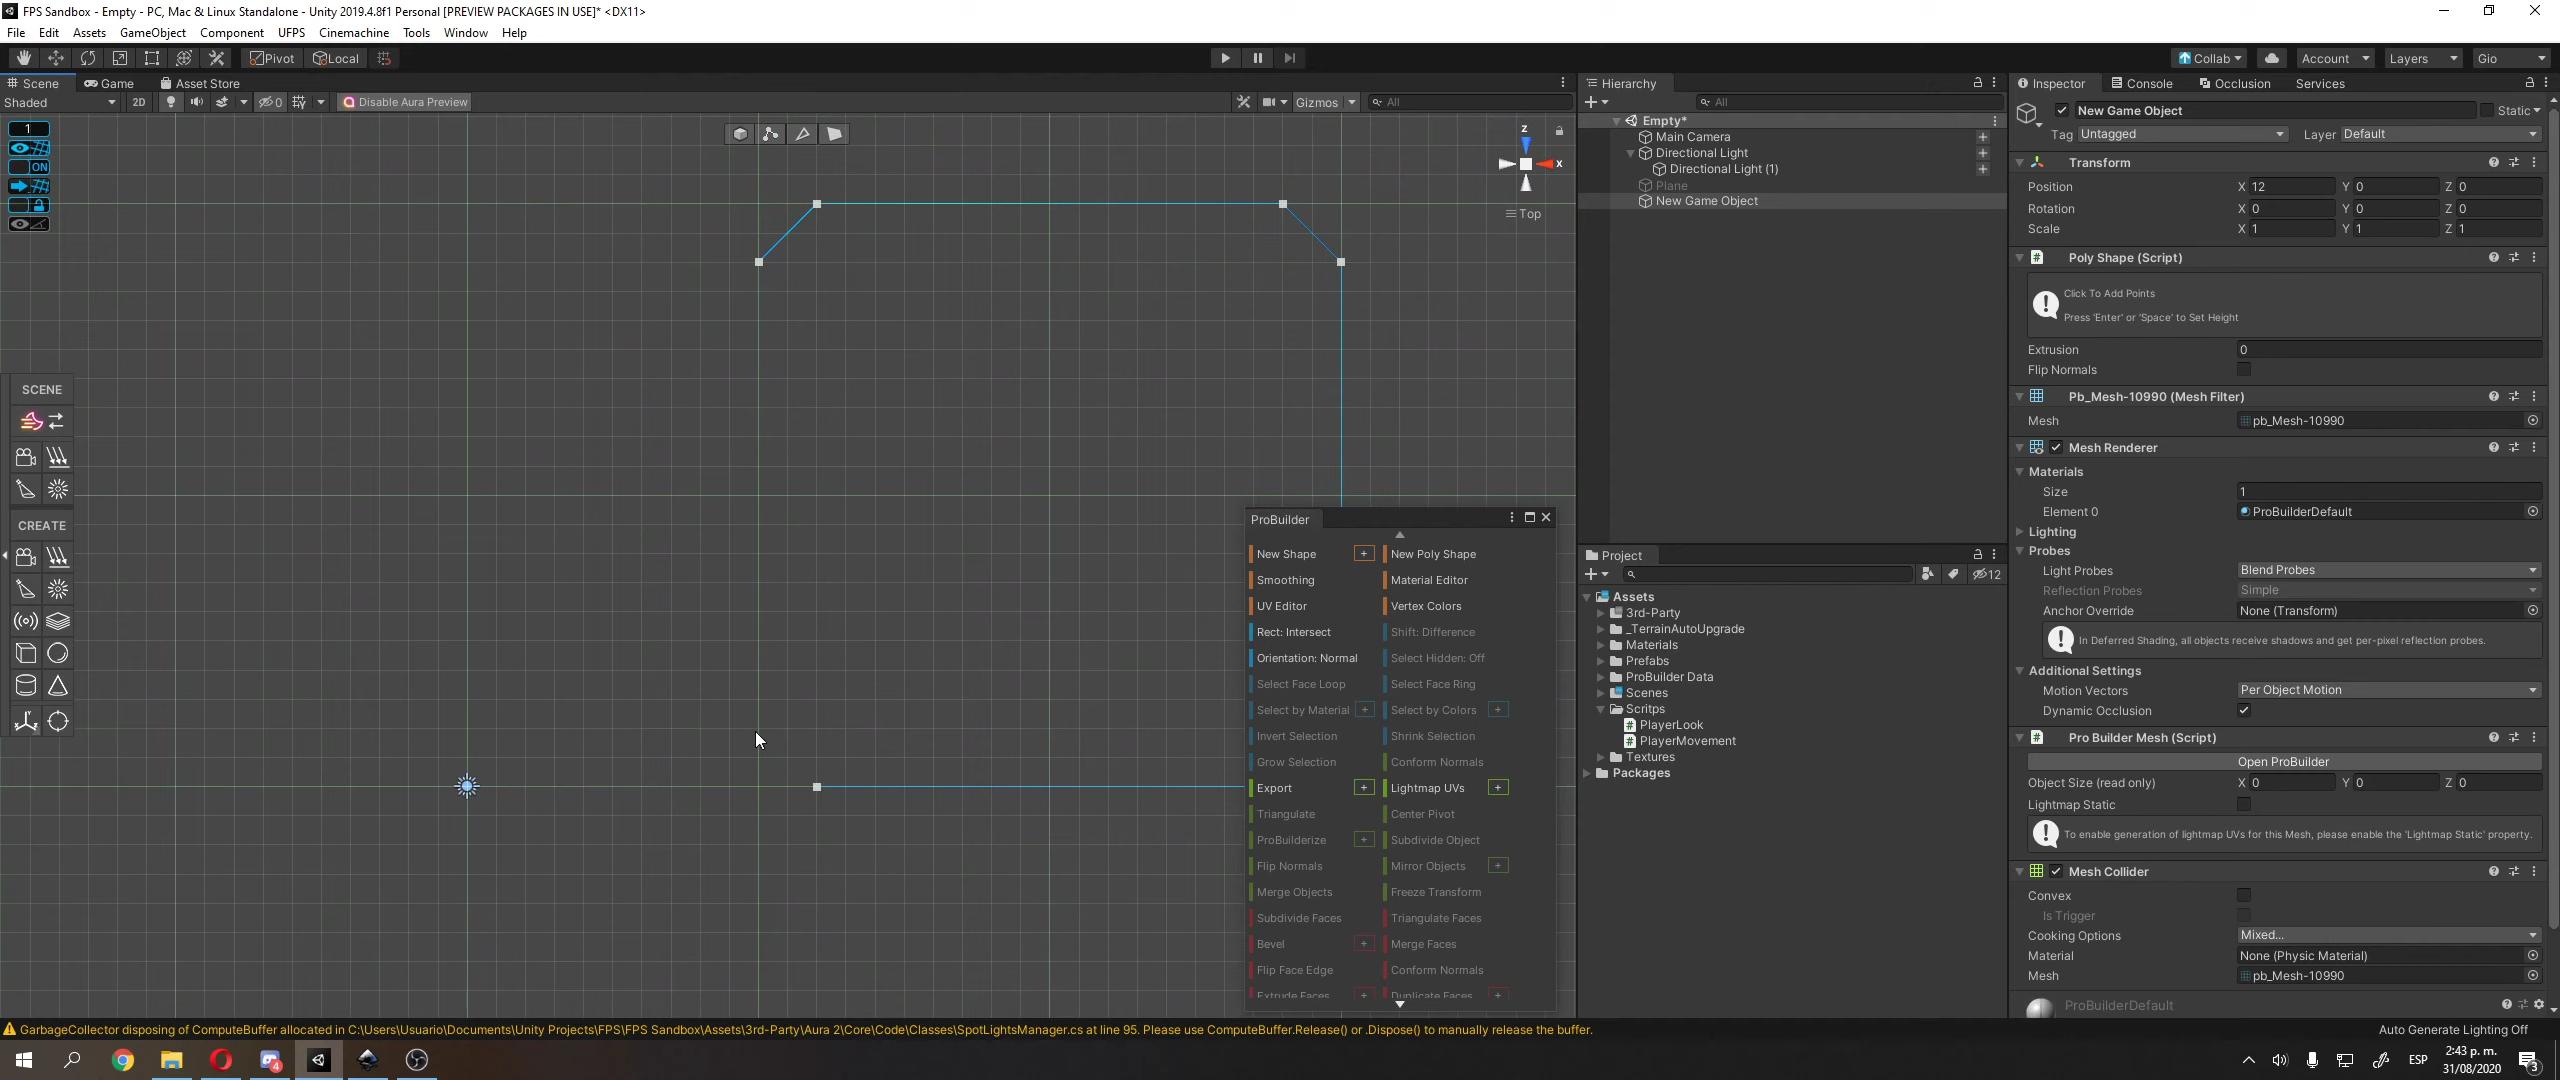 FPS Sandbox - Empty - PC, Mac & Linux Standalone - Unity 2019.4.8f1 Personal [PREVIEW PACKAGES IN USE]* <DX11>
File Edit Assets GameObject Component UFPS Cinemachine Tools Window Help
Pivot Local Collab Account Layers Gio
Scene Game Asset Store
Shaded 2D 0 Disable Aura Preview Gizmos All
1
ON
z
x
Top
SCENE
CREATE
ProBuilder
New Shape + New Poly Shape
Smoothing Material Editor
UV Editor Vertex Colors
Rect: Intersect Shift: Difference
Orientation: Normal Select Hidden: Off
Select Face Loop Select Face Ring
Select by Material + Select by Colors +
Invert Selection Shrink Selection
Grow Selection Conform Normals
Export + Lightmap UVs +
Triangulate Center Pivot
ProBuilderize + Subdivide Object
Flip Normals Mirror Objects +
Merge Objects Freeze Transform
Subdivide Faces Triangulate Faces
Bevel + Merge Faces
Flip Face Edge Conform Normals
Extrude Faces + Duplicate Faces +
Hierarchy
+ All
Empty*
Main Camera +
Directional Light +
Directional Light (1) +
Plane
New Game Object
Project
+ 12
Assets
3rd-Party
_TerrainAutoUpgrade
Materials
Prefabs
ProBuilder Data
Scenes
Scritps
# PlayerLook
# PlayerMovement
Textures
Packages
Inspector Console Occlusion Services
New Game Object Static
Tag Untagged Layer Default
Transform
Position X 12 Y 0 Z 0
Rotation X 0 Y 0 Z 0
Scale X 1 Y 1 Z 1
# Poly Shape (Script)
Click To Add Points
Press 'Enter' or 'Space' to Set Height
Extrusion 0
Flip Normals
Pb_Mesh-10990 (Mesh Filter)
Mesh pb_Mesh-10990
Mesh Renderer
Materials
Size 1
Element 0 ProBuilderDefault
Lighting
Probes
Light Probes Blend Probes
Reflection Probes Simple
Anchor Override None (Transform)
In Deferred Shading, all objects receive shadows and get per-pixel reflection probes.
Additional Settings
Motion Vectors Per Object Motion
Dynamic Occlusion
# Pro Builder Mesh (Script)
Open ProBuilder
Object Size (read only) X 0 Y 0 Z 0
Lightmap Static
To enable generation of lightmap UVs for this Mesh, please enable the 'Lightmap Static' property.
Mesh Collider
Convex
Is Trigger
Cooking Options Mixed...
Material None (Physic Material)
Mesh pb_Mesh-10990
ProBuilderDefault
GarbageCollector disposing of ComputeBuffer allocated in C:\Users\Usuario\Documents\Unity Projects\FPS\FPS Sandbox\Assets\3rd-Party\Aura 2\Core\Code\Classes\SpotLightsManager.cs at line 95. Please use ComputeBuffer.Release() or .Dispose() to manually release the buffer.
Auto Generate Lighting Off
4
ESP
2:43 p. m.
31/08/2020
3